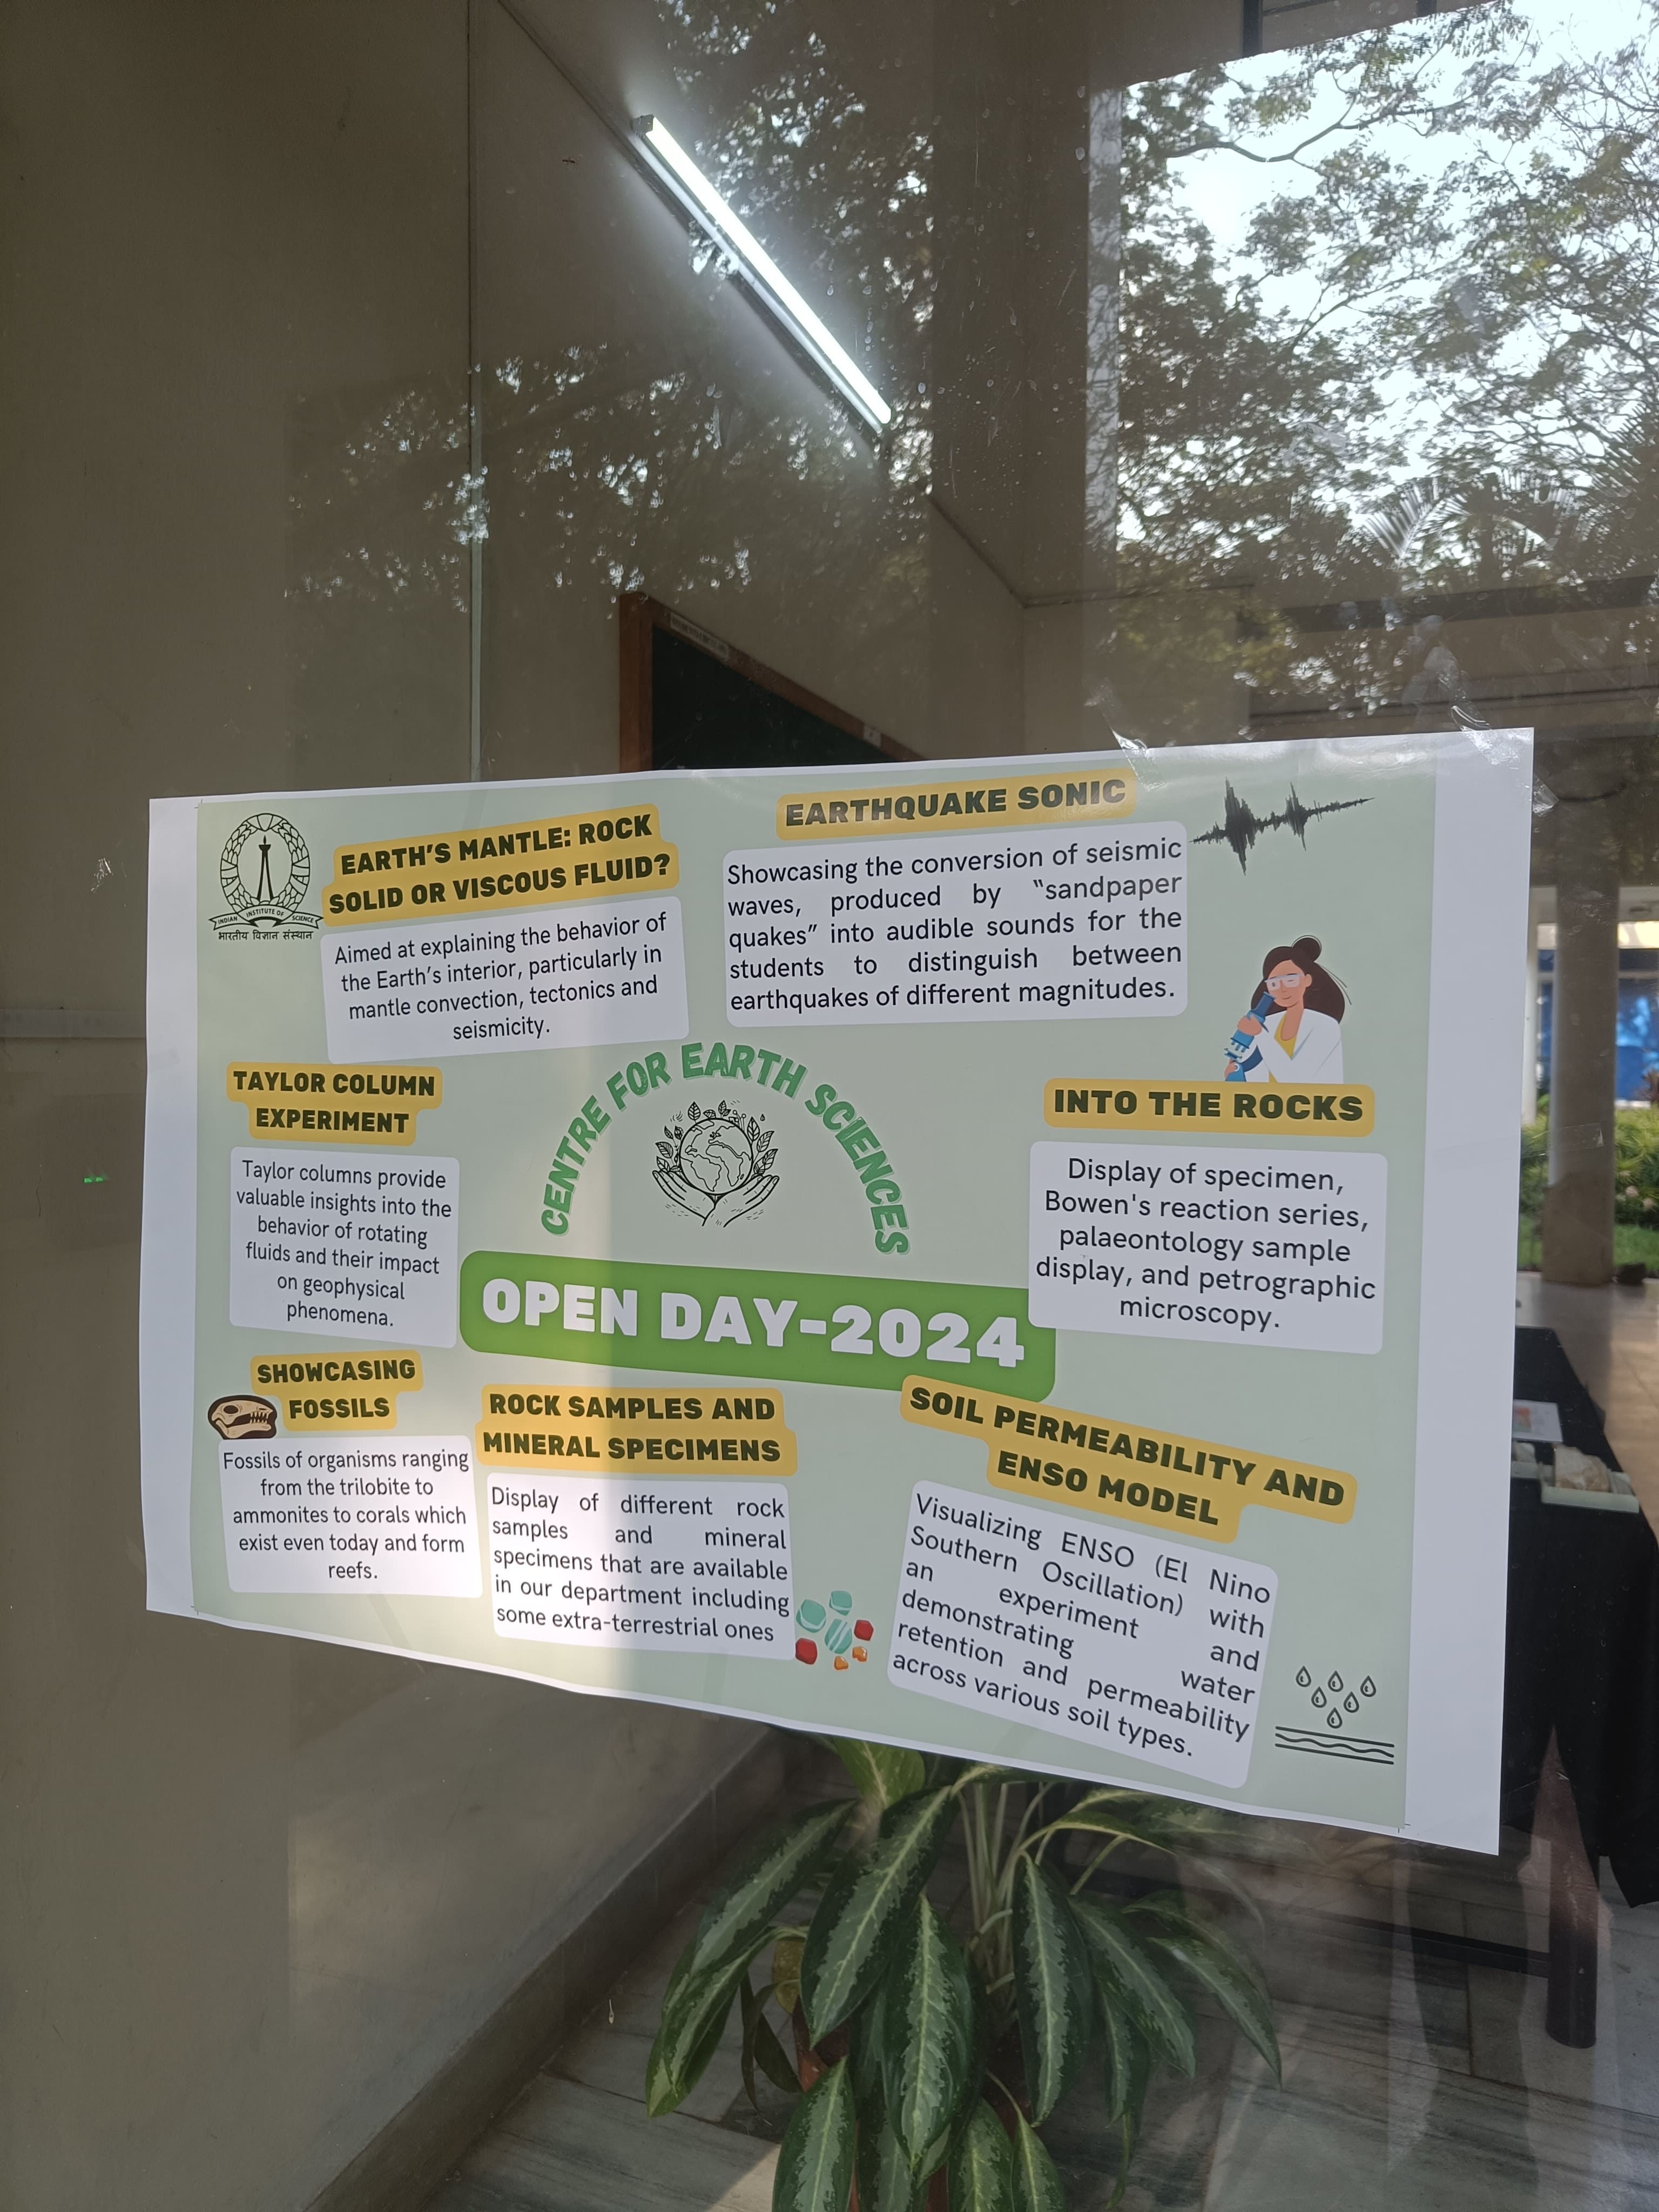 INDIAN INSTITUTE OF SCIENCE
भारतीय विज्ञान संस्थान
EARTH'S MANTLE: ROCK
SOLID OR VISCOUS FLUID?
Aimed at explaining the behavior of
the Earth's interior, particularly in
mantle convection, tectonics and
seismicity.
EARTHQUAKE SONIC
Showcasing the conversion of seismic
waves, produced by "sandpaper
quakes" into audible sounds for the
students to distinguish between
earthquakes of different magnitudes.
TAYLOR COLUMN
EXPERIMENT
Taylor columns provide
valuable insights into the
behavior of rotating
fluids and their impact
on geophysical
phenomena.
CENTRE FOR EARTH SCIENCES
OPEN DAY-2024
INTO THE ROCKS
Display of specimen,
Bowen's reaction series,
palaeontology sample
display, and petrographic
microscopy.
SHOWCASING
FOSSILS
Fossils of organisms ranging
from the trilobite to
ammonites to corals which
exist even today and form
reefs.
ROCK SAMPLES AND
MINERAL SPECIMENS
Display of different rock
samples and mineral
specimens that are available
in our department including
some extra-terrestrial ones
SOIL PERMEABILITY AND
ENSO MODEL
Visualizing ENSO (El Nino
Southern Oscillation) with
an experiment and
demonstrating water
retention and permeability
across various soil types.